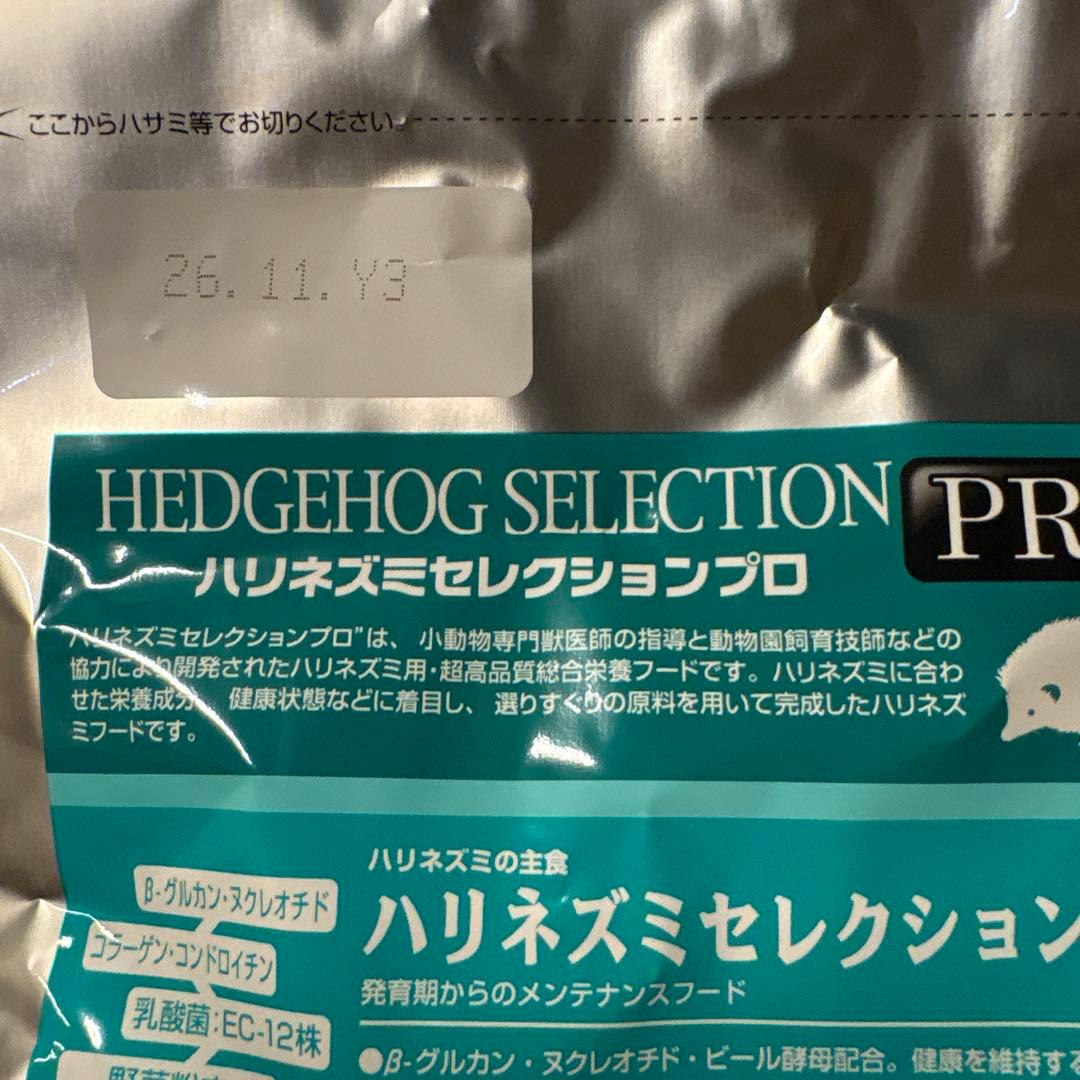 ここからハサミ等でお切りください。
26.11.Y3
HEDGEHOG SELECTION PR
ハリネズミセレクションプロ
ハリネズミセレクションプロ”は、小動物専門獣医師の指導と動物園飼育技師などの
協力により開発されたハリネズミ用・超高品質総合栄養フードです。ハリネズミに合わ
せた栄養成分、健康状態などに着目し、選りすぐりの原料を用いて完成したハリネズ
ミフードです。
ハリネズミの主食
ハリネズミセレクション
発育期からのメンテナンスフード
●β-グルカン・ヌクレオチド・ビール酵母配合。健康を維持する
β-グルカン・ヌクレオチド
コラーゲン・コンドロイチン
乳酸菌:EC-12株